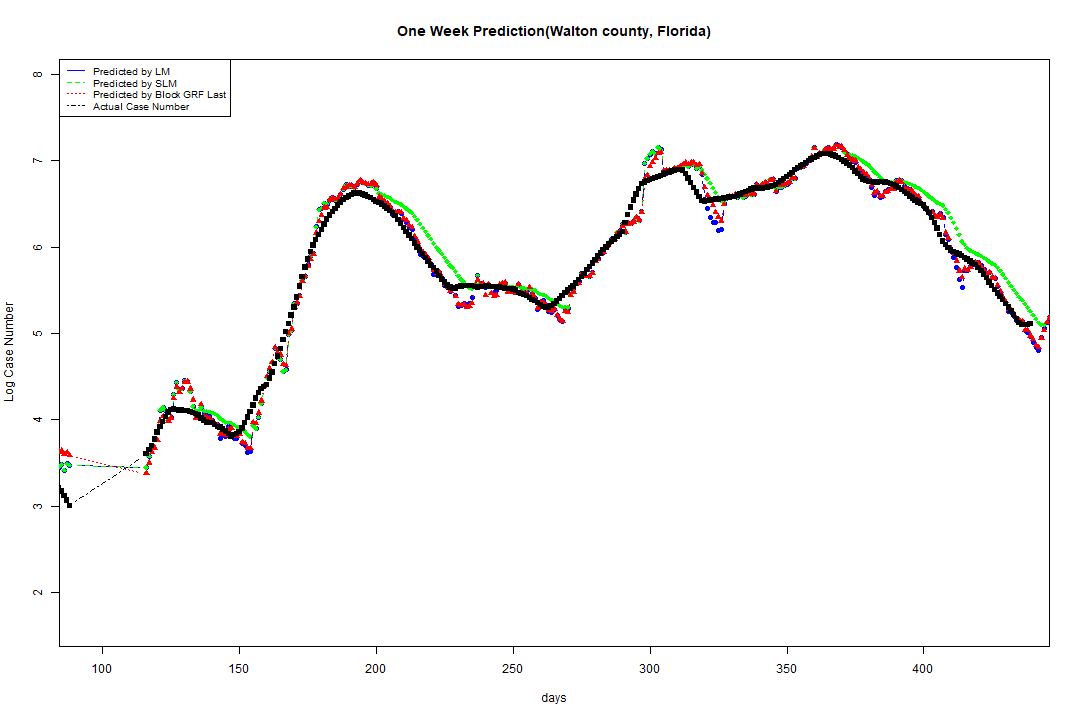 One Week Prediction(Walton county, Florida)
Predicted by LM
Predicted by SLM
Predicted by Block GRF Last
Actual Case Number
8
7
6
5
4
3
2
Log Case Number
100 150 200 250 300 350 400
days